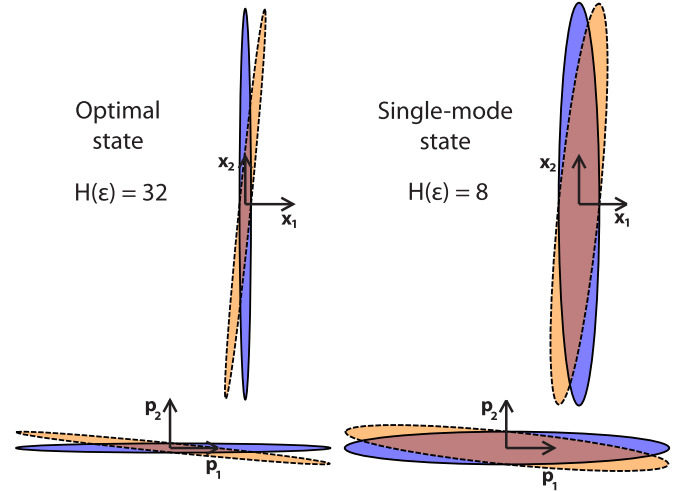 Optimal
state
H(ε) = 32
x₂
x₁
Single-mode
state
H(ε) = 8
x₂
x₁
p₂
p₁
p₂
p₁